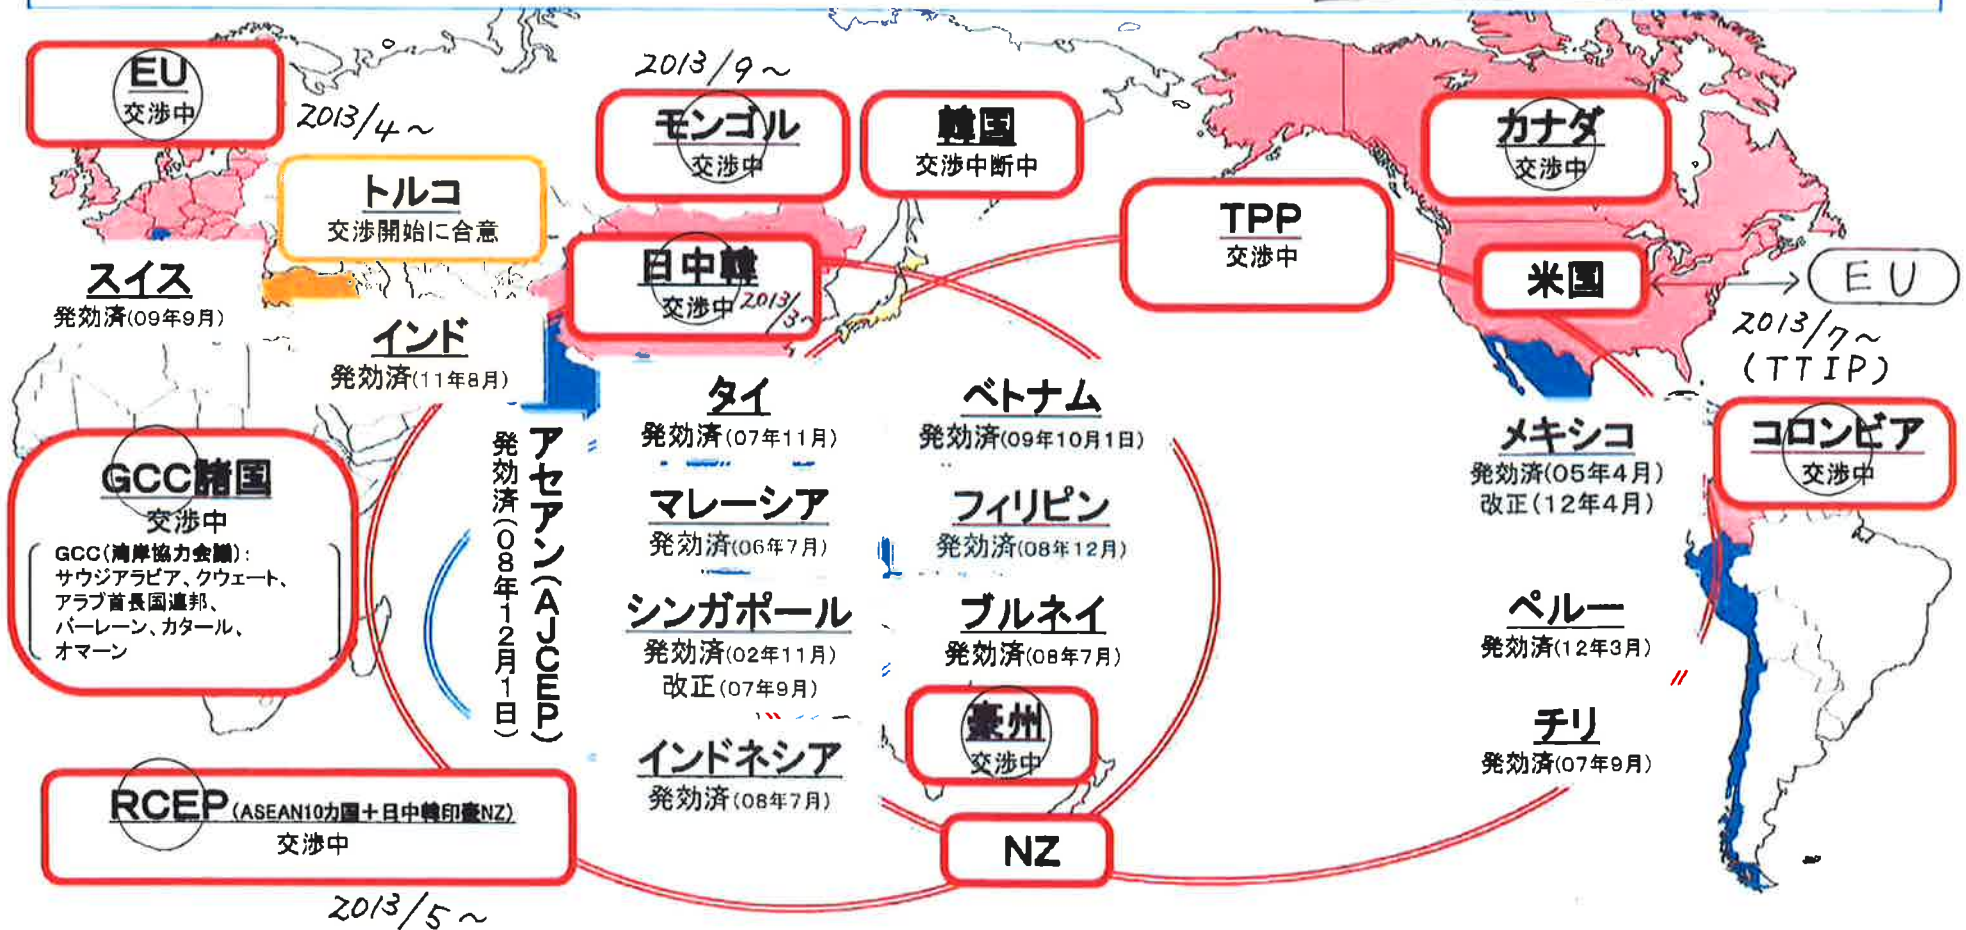 EU
交渉中
2013/4～
トルコ
交渉開始に合意
2013/9～
モンゴル
交渉中
韓国
交渉中断中
カナダ
交渉中
TPP
交渉中
日中韓
交渉中 2013/3～
米国
EU
2013/7～
(TTIP)
スイス
発効済(09年9月)
インド
発効済(11年8月)
アセアン(AJCEP)
発効済(08年12月1日)
タイ
発効済(07年11月)
ベトナム
発効済(09年10月1日)
マレーシア
発効済(06年7月)
フィリピン
発効済(08年12月)
シンガポール
発効済(02年11月)
改正(07年9月)
ブルネイ
発効済(08年7月)
インドネシア
発効済(08年7月)
豪州
交渉中
NZ
メキシコ
発効済(05年4月)
改正(12年4月)
コロンビア
交渉中
ペルー
発効済(12年3月)
チリ
発効済(07年9月)
GCC諸国
交渉中
GCC(湾岸協力会議):
サウジアラビア、クウェート、
アラブ首長国連邦、
バーレーン、カタール、
オマーン
RCEP(ASEAN10カ国＋日中韓印豪NZ)
交渉中
2013/5～